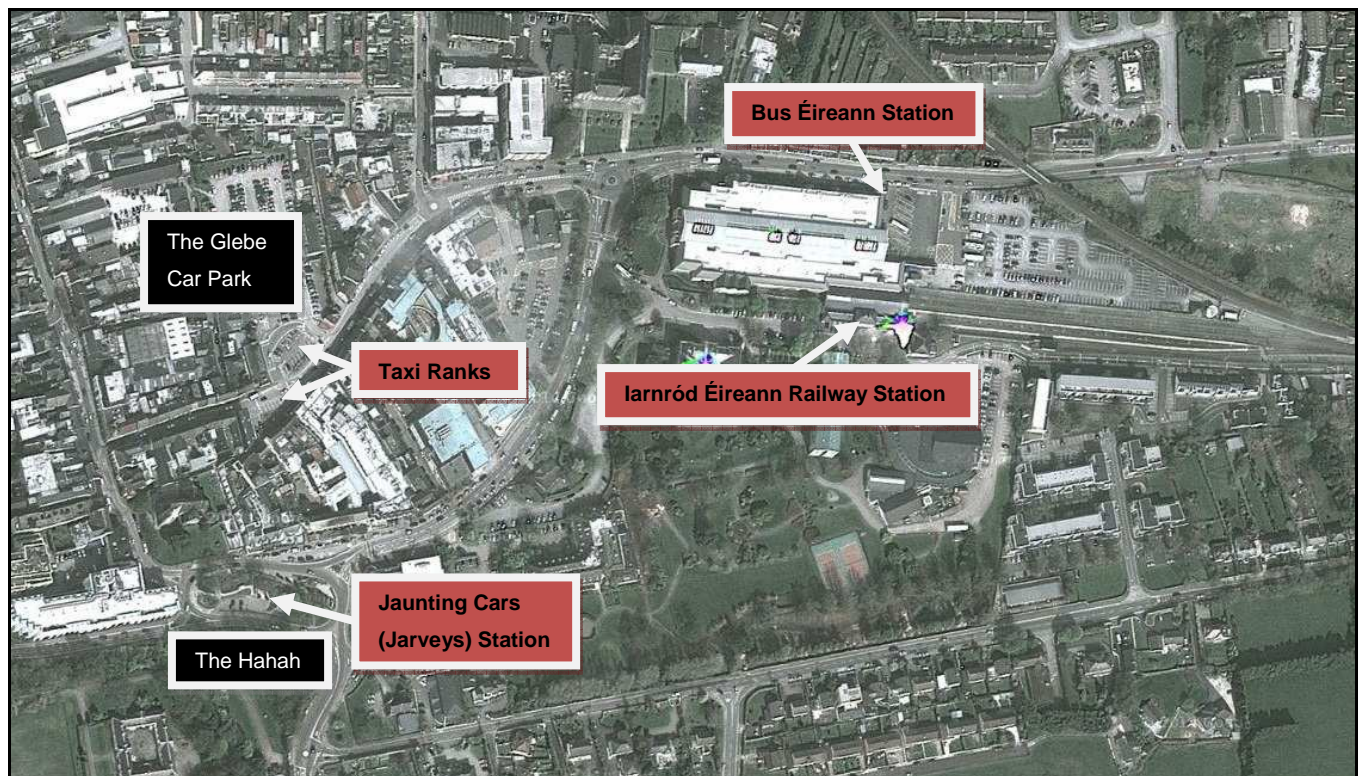 Bus Éireann Station
The Glebe
Car Park
Taxi Ranks
Iarnród Éireann Railway Station
Jaunting Cars
(Jarveys) Station
The Hahah